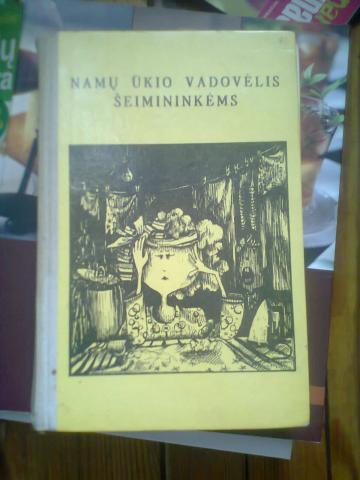 NAMŲ ŪKIO VADOVĖLIS
ŠEIMININKĖMS